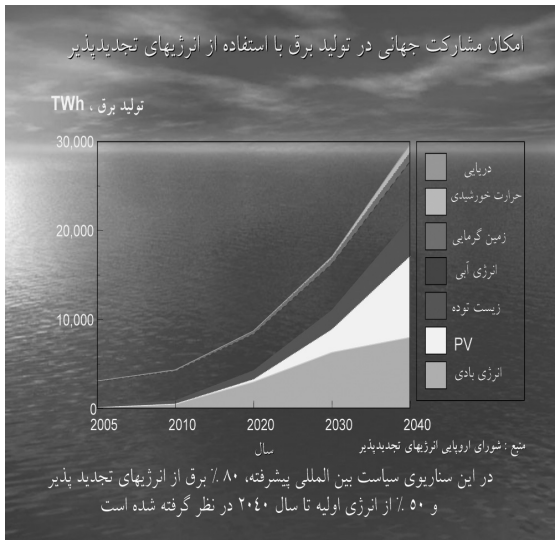 امکان مشارکت جهانی در تولید برق با استفاده از انرژیهای تجدیدپذیر
تولید برق ، TWh
30,000
20,000
10,000
0
2005
2010
2020
2030
2040
سال
دریایی
حرارت خورشیدی
زمین گرمایی
انرژی آبی
زیست توده
PV
انرژی بادی
منبع : شورای اروپایی انرژیهای تجدیدپذیر
در این سناریوی سیاست بین المللی پیشرفته، ۸۰ ٪ برق از انرژیهای تجدید پذیر
و ۵۰ ٪ از انرژی اولیه تا سال ۲۰۴۰ در نظر گرفته شده است